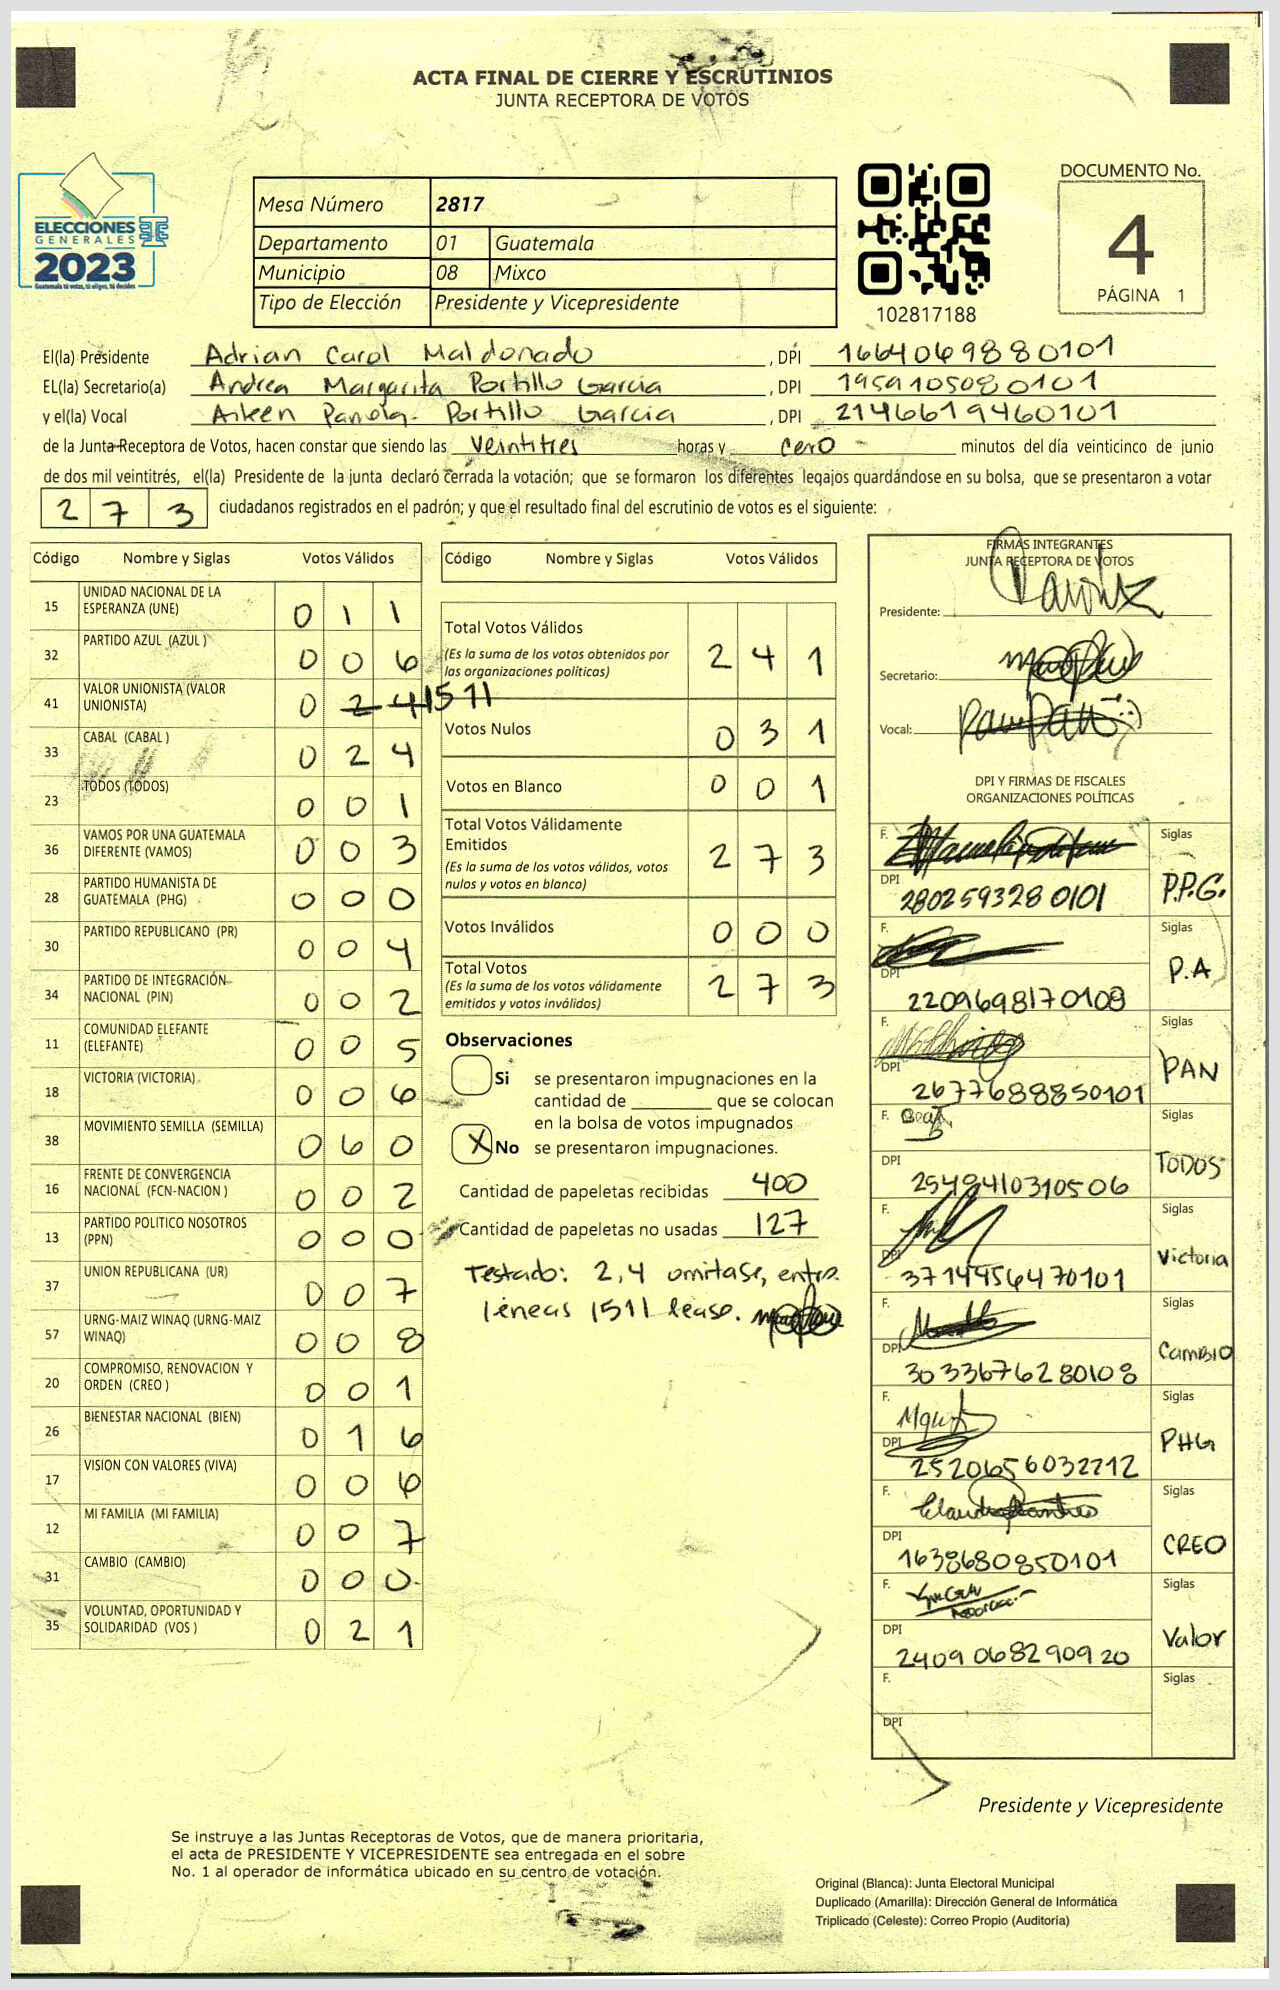 ACTA FINAL DE CIERRE Y ESCRUTINIOS
JUNTA RECEPTORA DE VOTOS
ELECCIONES
GENERALES
2023
Guatemala tú votas, tú eliges, tú decides
Mesa Número 2817
Departamento 01 Guatemala
Municipio 08 Mixco
Tipo de Elección Presidente y Vicepresidente
102817188
DOCUMENTO No.
4
PÁGINA 1
El(la) Presidente Adrian Carol Maldonado, DPI 1664069880101
EL(la) Secretario(a) Andrea Margarita Portillo Garcia, DPI 1959105080101
y el(la) Vocal Portillo Garcia, DPI 2146619460101
de la Junta Receptora de Votos, hacen constar que siendo las veintitres horas y cero minutos del día veinticinco de junio
de dos mil veintitrés, el(la) Presidente de la junta declaró cerrada la votación; que se formaron los diferentes legajos guardándose en su bolsa, que se presentaron a votar
273 ciudadanos registrados en el padrón; y que el resultado final del escrutinio de votos es el siguiente:
Código Nombre y Siglas Votos Válidos
15 UNIDAD NACIONAL DE LA ESPERANZA (UNE) 0 1 1
32 PARTIDO AZUL (AZUL ) 0 0 6
41 VALOR UNIONISTA (VALOR UNIONISTA) 0 2 4 1511
33 CABAL (CABAL ) 0 2 4
23 TODOS (TODOS) 0 0 1
36 VAMOS POR UNA GUATEMALA DIFERENTE (VAMOS) 0 0 3
28 PARTIDO HUMANISTA DE GUATEMALA (PHG) 0 0 0
30 PARTIDO REPUBLICANO (PR) 0 0 4
34 PARTIDO DE INTEGRACIÓN NACIONAL (PIN) 0 0 2
11 COMUNIDAD ELEFANTE (ELEFANTE) 0 0 5
18 VICTORIA (VICTORIA) 0 0 6
38 MOVIMIENTO SEMILLA (SEMILLA) 0 6 0
16 FRENTE DE CONVERGENCIA NACIONAL (FCN-NACION ) 0 0 2
13 PARTIDO POLITICO NOSOTROS (PPN) 0 0 0
37 UNION REPUBLICANA (UR) 0 0 7
57 URNG-MAIZ WINAQ (URNG-MAIZ WINAQ) 0 0 8
20 COMPROMISO, RENOVACION Y ORDEN (CREO ) 0 0 1
26 BIENESTAR NACIONAL (BIEN) 0 1 6
17 VISION CON VALORES (VIVA) 0 0 6
12 MI FAMILIA (MI FAMILIA) 0 0 7
31 CAMBIO (CAMBIO) 0 0 0
35 VOLUNTAD, OPORTUNIDAD Y SOLIDARIDAD (VOS ) 0 2 1
Código Nombre y Siglas Votos Válidos
Total Votos Válidos 2 4 1
(Es la suma de los votos obtenidos por
las organizaciones políticas)
Votos Nulos 0 3 1
Votos en Blanco 0 0 1
Total Votos Válidamente
Emitidos 2 7 3
(Es la suma de los votos válidos, votos
nulos y votos en blanco)
Votos Inválidos 0 0 0
Total Votos 2 7 3
(Es la suma de los votos válidamente
emitidos y votos inválidos)
Observaciones
Si se presentaron impugnaciones en la
cantidad de ________ que se colocan
en la bolsa de votos impugnados
X No se presentaron impugnaciones.
Cantidad de papeletas recibidas 400
Cantidad de papeletas no usadas 127
Testado: 2,4 omitase, entre
líneas 1511 lease.
FIRMAS INTEGRANTES
JUNTA RECEPTORA DE VOTOS
Presidente:
Secretario:
Vocal:
DPI Y FIRMAS DE FISCALES
ORGANIZACIONES POLÍTICAS
F. Siglas
DPI 2802593280101 P.P.G.
F. Siglas
DPI 2209698170108 P.A
F. Siglas
DPI 2677688850101 PAN
F. Siglas
DPI 2548410310506 TODOS
F. Siglas
DPI 3714456470101 Victoria
F. Siglas
DPI 3033676280108 CAMBIO
F. Siglas
DPI 2520656032212 PHG
F. Siglas
DPI 1638680850101 CREO
F. Siglas
DPI 2409068290920 Valor
F. Siglas
DPI
Presidente y Vicepresidente
Se instruye a las Juntas Receptoras de Votos, que de manera prioritaria,
el acta de PRESIDENTE Y VICEPRESIDENTE sea entregada en el sobre
No. 1 al operador de informática ubicado en su centro de votación.
Original (Blanca): Junta Electoral Municipal
Duplicado (Amarilla): Dirección General de Informática
Triplicado (Celeste): Correo Propio (Auditoría)